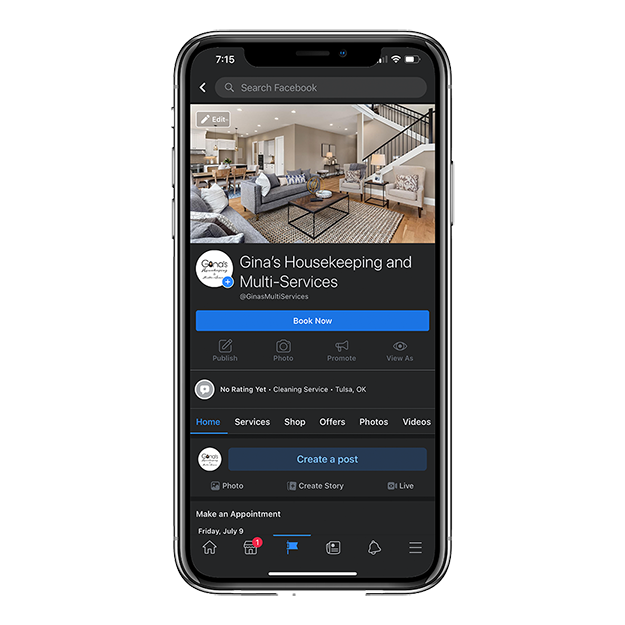 7:15
Search Facebook
Edit
Gina's
Gina's Housekeeping and
Multi-Services
@GinasMultiServices
Book Now
Publish Photo Promote View As
No Rating Yet • Cleaning Service • Tulsa, OK
Home Services Shop Offers Photos Videos
Gina's
Create a post
Photo Create Story Live
Make an Appointment
Friday, July 9
1